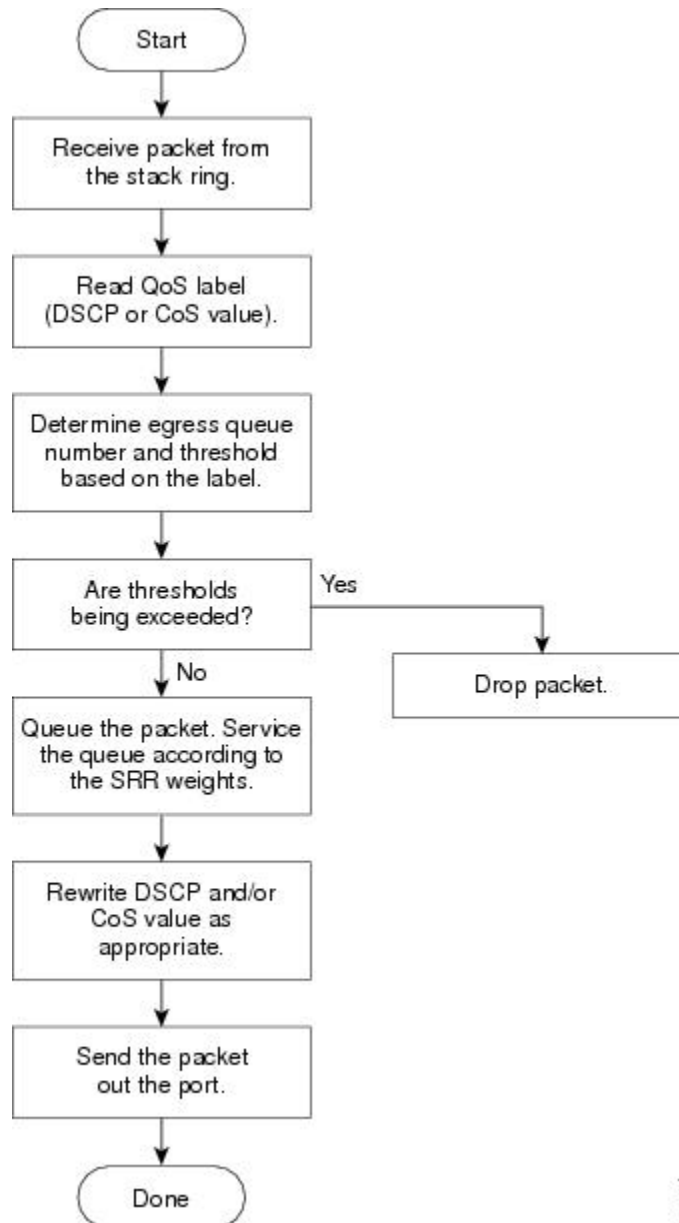 Start
Receive packet from
the stack ring.
Read QoS label
(DSCP or CoS value).
Determine egress queue
number and threshold
based on the label.
Are thresholds
being exceeded?
Yes
Drop packet.
No
Queue the packet. Service
the queue according to
the SRR weights.
Rewrite DSCP and/or
CoS value as
appropriate.
Send the packet
out the port.
Done